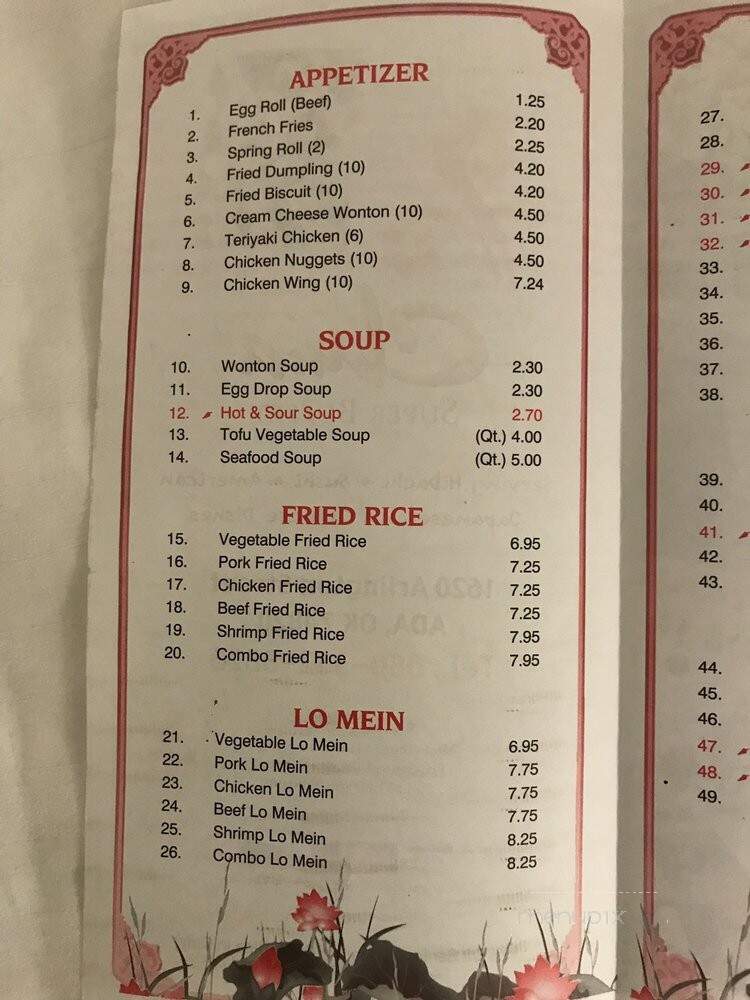 APPETIZER
1. Egg Roll (Beef) 1.25
2. French Fries 2.20
3. Spring Roll (2) 2.25
4. Fried Dumpling (10) 4.20
5. Fried Biscuit (10) 4.20
6. Cream Cheese Wonton (10) 4.50
7. Teriyaki Chicken (6) 4.50
8. Chicken Nuggets (10) 4.50
9. Chicken Wing (10) 7.24
SOUP
10. Wonton Soup 2.30
11. Egg Drop Soup 2.30
12. Hot & Sour Soup 2.70
13. Tofu Vegetable Soup (Qt.) 4.00
14. Seafood Soup (Qt.) 5.00
FRIED RICE
15. Vegetable Fried Rice 6.95
16. Pork Fried Rice 7.25
17. Chicken Fried Rice 7.25
18. Beef Fried Rice 7.25
19. Shrimp Fried Rice 7.95
20. Combo Fried Rice 7.95
LO MEIN
21. Vegetable Lo Mein 6.95
22. Pork Lo Mein 7.75
23. Chicken Lo Mein 7.75
24. Beef Lo Mein 7.75
25. Shrimp Lo Mein 8.25
26. Combo Lo Mein 8.25
27.
28.
29.
30.
31.
32.
33.
34.
35.
36.
37.
38.
39.
40.
41.
42.
43.
44.
45.
46.
47.
48.
49.
menupix